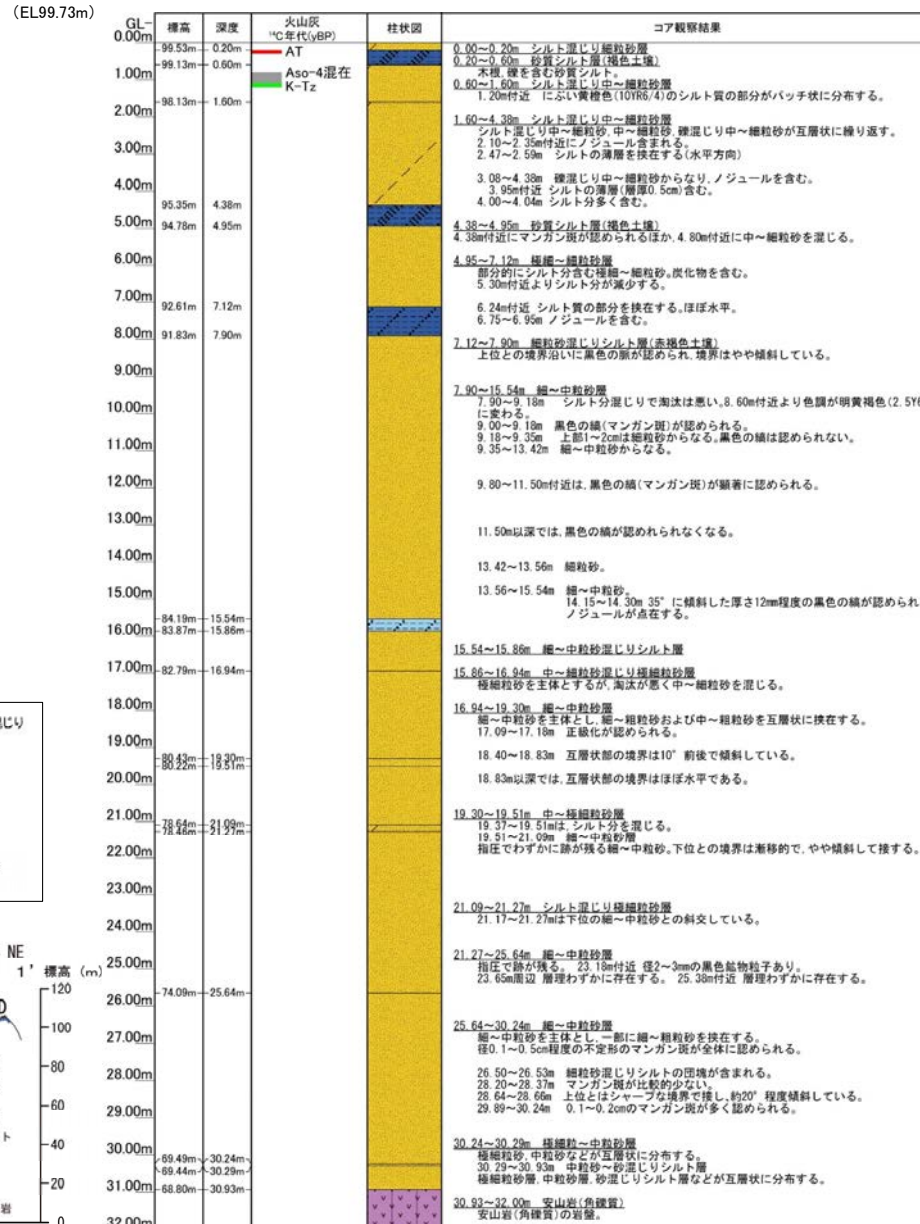 (EL99.73m)
GL-
0.00m
標高
深度
火山灰
¹⁴C年代(yBP)
柱状図
コア観察結果
1.00m
2.00m
3.00m
4.00m
5.00m
6.00m
7.00m
8.00m
9.00m
10.00m
11.00m
12.00m
13.00m
14.00m
15.00m
16.00m
17.00m
18.00m
19.00m
20.00m
21.00m
22.00m
23.00m
24.00m
25.00m
26.00m
27.00m
28.00m
29.00m
30.00m
31.00m
32.00m
99.53m 0.20m
99.13m 0.60m
98.13m 1.60m
95.35m 4.38m
94.78m 4.95m
92.61m 7.12m
91.83m 7.90m
84.19m 15.54m
83.87m 15.86m
82.79m 16.94m
80.43m 19.30m
80.22m 19.51m
78.64m 21.09m
78.46m 21.27m
74.09m 25.64m
69.49m 30.24m
69.44m 30.29m
68.80m 30.93m
AT
Aso-4混在
K-Tz
0.00～0.20m シルト混じり細粒砂層
0.20～0.60m 砂質シルト層(褐色土壌)
木根,礫を含む砂質シルト。
0.60～1.60m シルト混じり中～細粒砂層
1.20m付近 にぶい黄橙色(10YR6/4)のシルト質の部分がパッチ状に分布する。
1.60～4.38m シルト混じり中～細粒砂層
シルト混じり中～細粒砂,中～細粒砂,礫混じり中～細粒砂が互層状に繰り返す。
2.10～2.35m付近にノジュール含まれる。
2.47～2.59m シルトの薄層を挟在する(水平方向)
3.08～4.38m 礫混じり中～細粒砂からなり,ノジュールを含む。
3.95m付近 シルトの薄層(層厚0.5cm)含む。
4.00～4.04m シルト分多く含む。
4.38～4.95m 砂質シルト層(褐色土壌)
4.38m付近にマンガン斑が認められるほか,4.80m付近に中～細粒砂を混じる。
4.95～7.12m 極細～細粒砂層
部分的にシルト分含む極細～細粒砂。炭化物を含む。
5.30m付近よりシルト分が減少する。
6.24m付近 シルト質の部分を挟在する。ほぼ水平。
6.75～6.95m ノジュールを含む。
7.12～7.90m 細粒砂混じりシルト層(赤褐色土壌)
上位との境界沿いに黒色の脈が認められ,境界はやや傾斜している。
7.90～15.54m 細～中粒砂層
7.90～9.18m シルト分混じりで淘汰は悪い。8.60m付近より色調が明黄褐色(2.5Y6
に変わる。
9.00～9.18m 黒色の縞(マンガン斑)が認められる。
9.18～9.35m 上部1～2cmは細粒砂からなる。黒色の縞は認められない。
9.35～13.42m 細～中粒砂からなる。
9.80～11.50m付近は,黒色の縞(マンガン斑)が顕著に認められる。
11.50m以深では,黒色の縞が認めれられなくなる。
13.42～13.56m 細粒砂。
13.56～15.54m 細～中粒砂。
14.15～14.30m 35°に傾斜した厚さ12mm程度の黒色の縞が認められ
ノジュールが点在する。
15.54～15.86m 細～中粒砂混じりシルト層
15.86～16.94m 中～細粒砂混じり極細粒砂層
極細粒砂を主体とするが,淘汰が悪く中～細粒砂を混じる。
16.94～19.30m 細～中粒砂層
細～中粒砂を主体とし,細～粗粒砂および中～粗粒砂を互層状に挟在する。
17.09～17.18m 正級化が認められる。
18.40～18.83m 互層状部の境界は10°前後で傾斜している。
18.83m以深では,互層状部の境界はほぼ水平である。
19.30～19.51m 中～極細粒砂層
19.37～19.51mは,シルト分を混じる。
19.51～21.09m 細～中粒砂層
指圧でわずかに跡が残る細～中粒砂。下位との境界は漸移的で,やや傾斜して接する。
21.09～21.27m シルト混じり極細粒砂層
21.17～21.27mは下位の細～中粒砂との斜交している。
21.27～25.64m 細～中粒砂層
指圧で跡が残る。 23.18m付近 径2～3mmの黒色鉱物粒子あり。
23.65m周辺 層理わずかに存在する。 25.38m付近 層理わずかに存在する。
25.64～30.24m 細～中粒砂層
細～中粒砂を主体とし,一部に細～粗粒砂を挟在する。
径0.1～0.5cm程度の不定形のマンガン斑が全体に認められる。
26.50～26.53m 細粒砂混じりシルトの団塊が含まれる。
28.20～28.37m マンガン斑が比較的少ない。
28.64～28.66m 上位とはシャープな境界で接し,約20°程度傾斜している。
29.89～30.24m 0.1～0.2cmのマンガン斑が多く認められる。
30.24～30.29m 極細粒～中粒砂層
極細粒砂,中粒砂などが互層状に分布する。
30.29～30.93m 中粒砂～砂混じりシルト層
極細粒砂層,中粒砂層,砂混じりシルト層などが互層状に分布する。
30.93～32.00m 安山岩(角礫質)
安山岩(角礫質)の岩盤。
混じり
NE
1' 標高 (m)
120
100
80
60
ト
40
20
岩
0